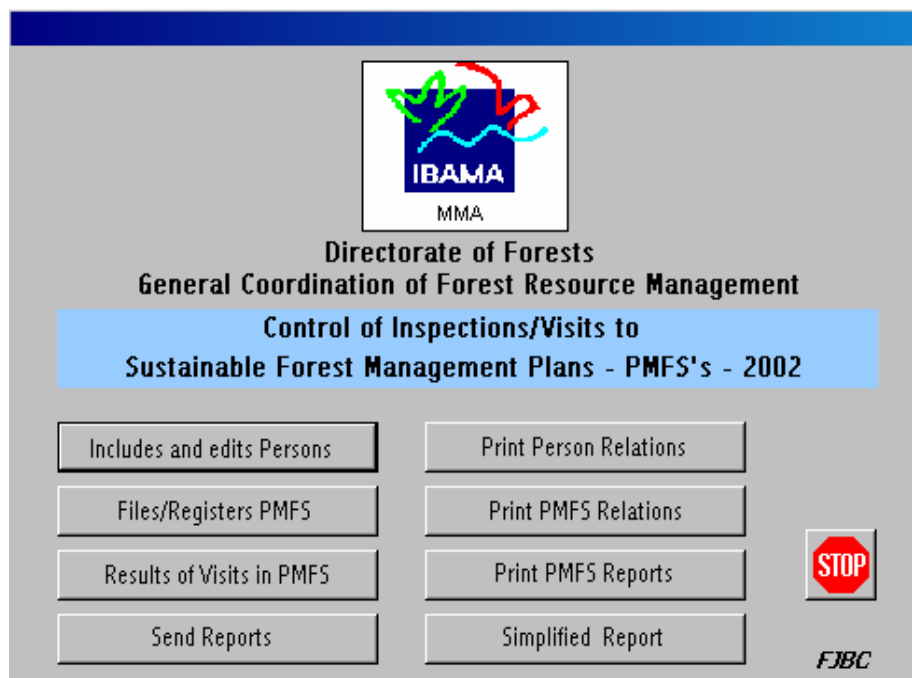 IBAMA
MMA
Directorate of Forests
General Coordination of Forest Resource Management
Control of Inspections/Visits to
Sustainable Forest Management Plans - PMFS's - 2002
Includes and edits Persons
Print Person Relations
Files/Registers PMFS
Print PMFS Relations
Results of Visits in PMFS
Print PMFS Reports
STOP
Send Reports
Simplified Report
FJBC